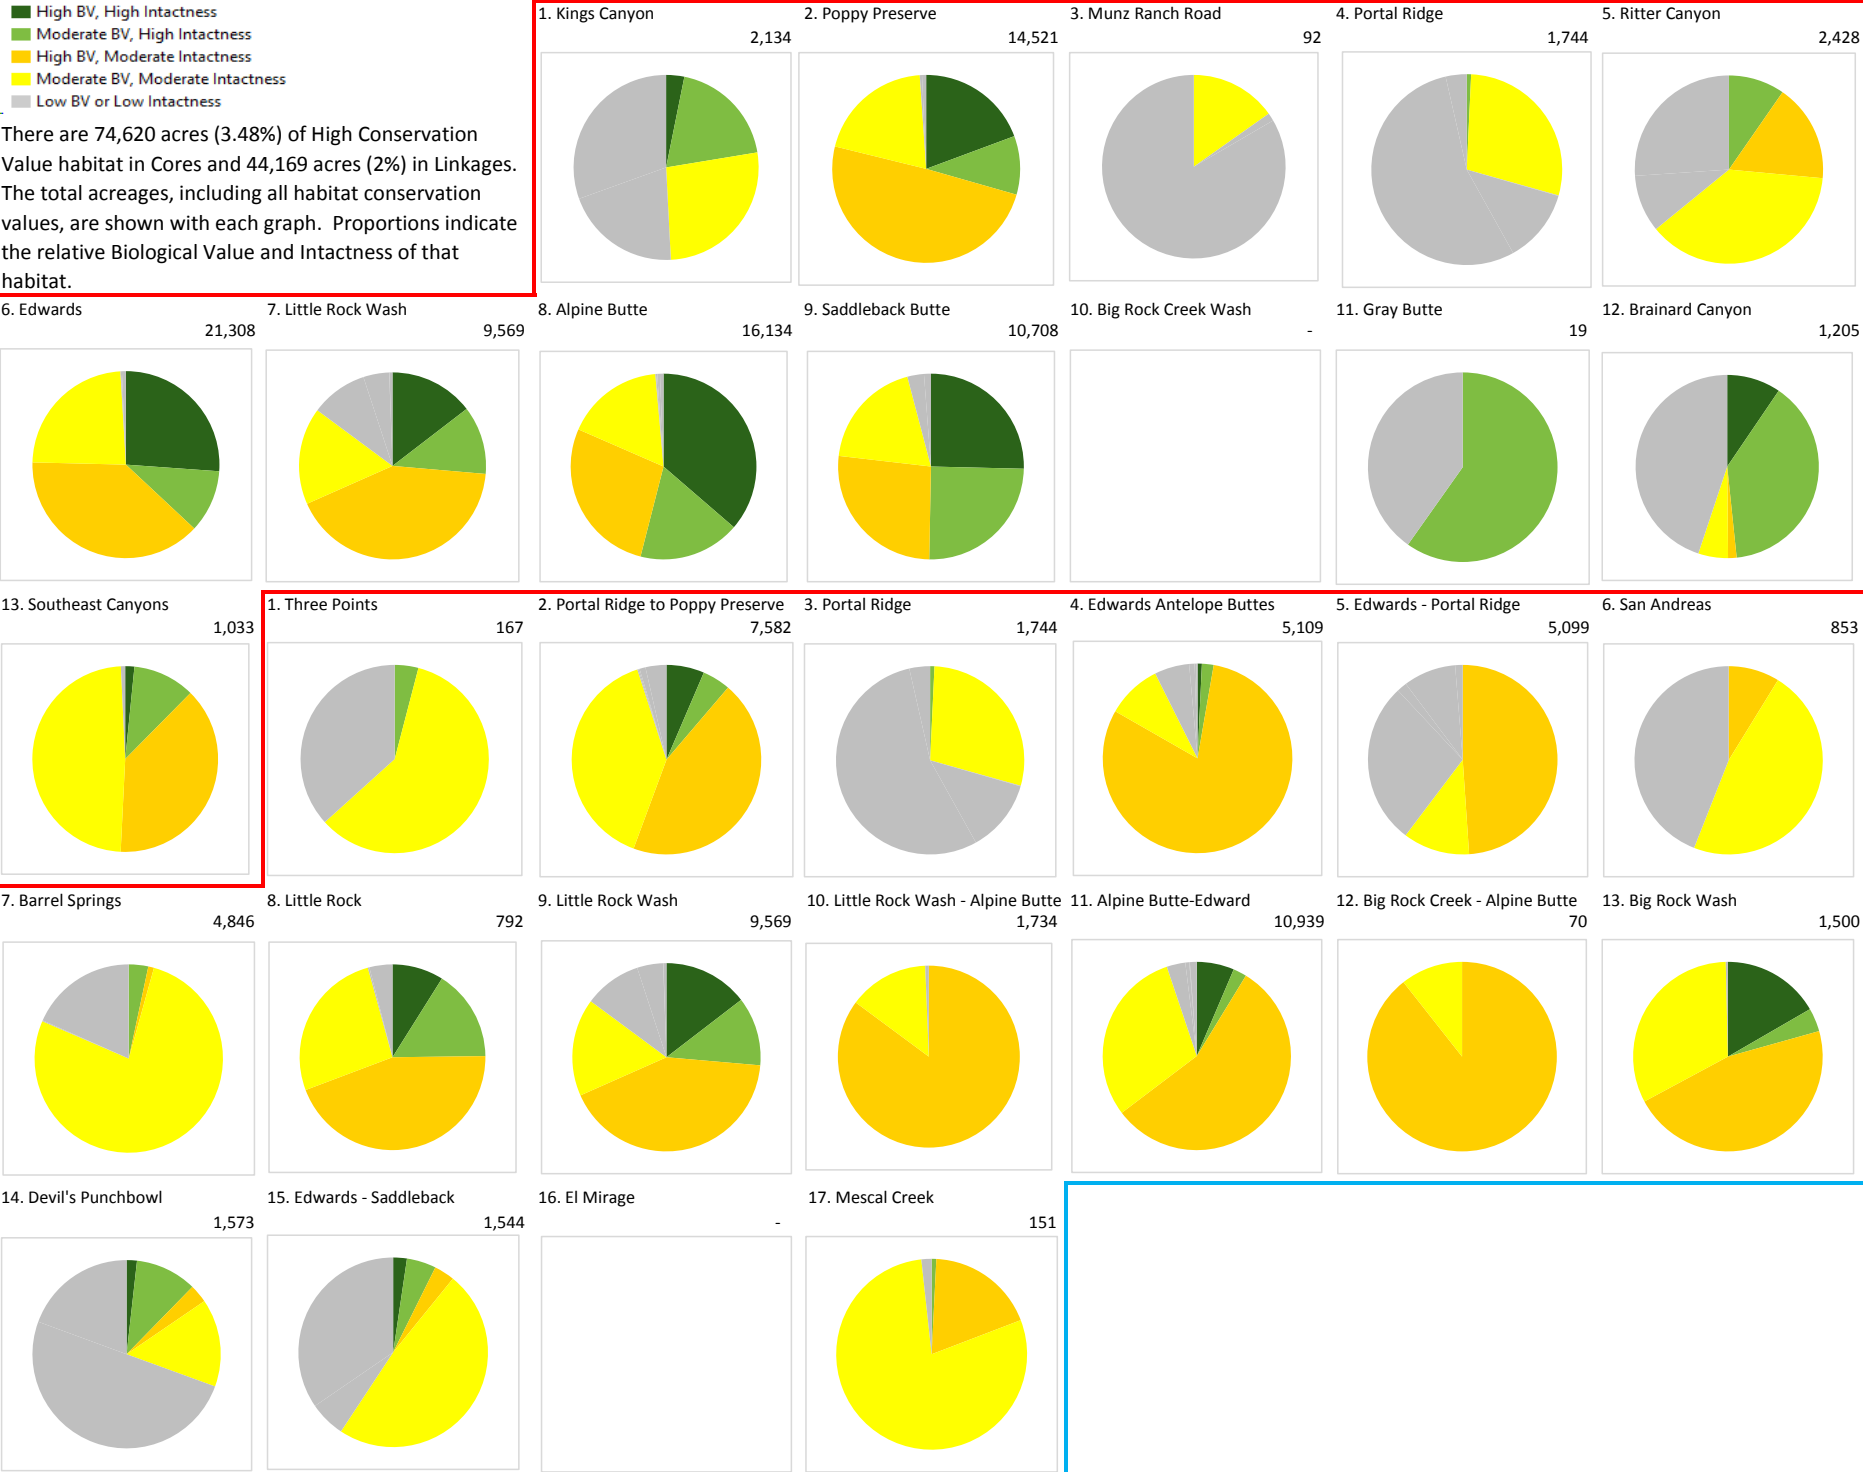 High BV, High Intactness
Moderate BV, High Intactness
High BV, Moderate Intactness
Moderate BV, Moderate Intactness
Low BV or Low Intactness
There are 74,620 acres (3.48%) of High Conservation
Value habitat in Cores and 44,169 acres (2%) in Linkages.
The total acreages, including all habitat conservation
values, are shown with each graph. Proportions indicate
the relative Biological Value and Intactness of that
habitat.
1. Kings Canyon
2,134
2. Poppy Preserve
14,521
3. Munz Ranch Road
92
4. Portal Ridge
1,744
5. Ritter Canyon
2,428
6. Edwards
21,308
7. Little Rock Wash
9,569
8. Alpine Butte
16,134
9. Saddleback Butte
10,708
10. Big Rock Creek Wash
-
11. Gray Butte
19
12. Brainard Canyon
1,205
13. Southeast Canyons
1,033
1. Three Points
167
2. Portal Ridge to Poppy Preserve
7,582
3. Portal Ridge
1,744
4. Edwards Antelope Buttes
5,109
5. Edwards - Portal Ridge
5,099
6. San Andreas
853
7. Barrel Springs
4,846
8. Little Rock
792
9. Little Rock Wash
9,569
10. Little Rock Wash - Alpine Butte
1,734
11. Alpine Butte-Edward
10,939
12. Big Rock Creek - Alpine Butte
70
13. Big Rock Wash
1,500
14. Devil's Punchbowl
1,573
15. Edwards - Saddleback
1,544
16. El Mirage
-
17. Mescal Creek
151